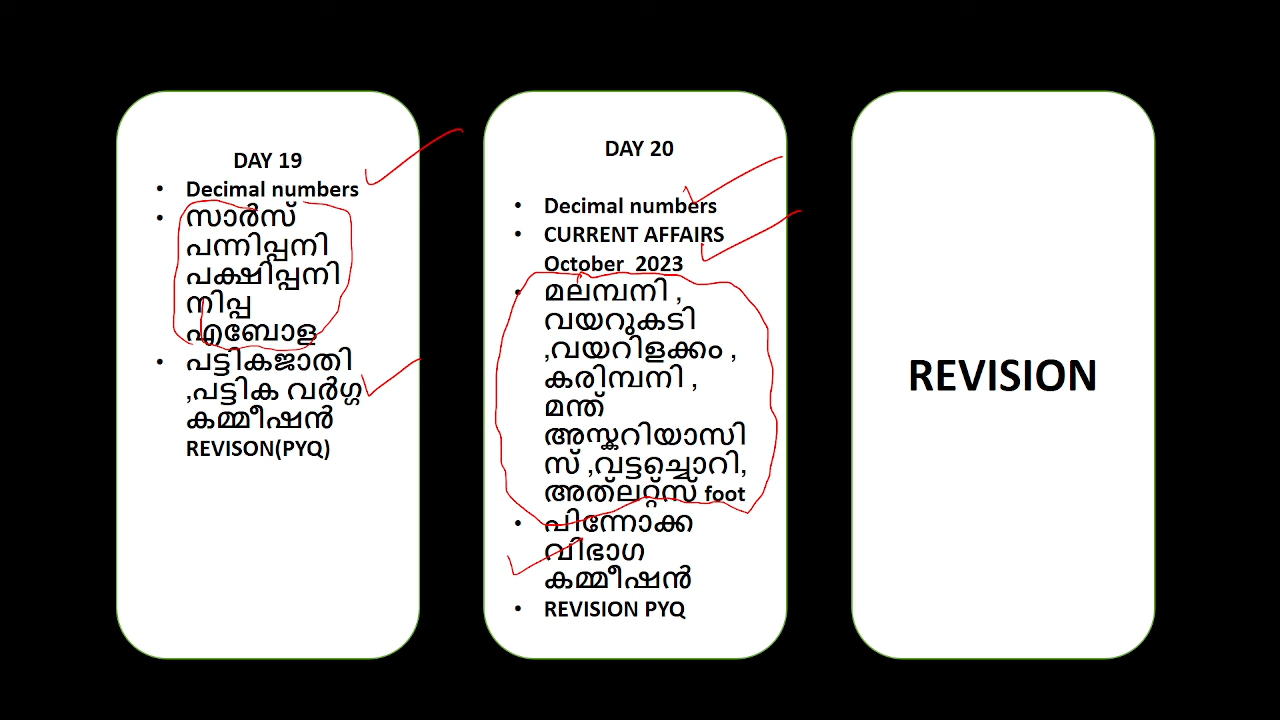 DAY 19
• Decimal numbers
• സാർസ്
പന്നിപ്പനി
പക്ഷിപ്പനി
നിപ്പ
എബോള
• പട്ടികജാതി
,പട്ടിക വർഗ്ഗ
കമ്മീഷൻ
REVISON(PYQ)
DAY 20
• Decimal numbers
• CURRENT AFFAIRS
October 2023
• മലമ്പനി ,
വയറുകടി
,വയറിളക്കം ,
കരിമ്പനി ,
മന്ത്
അസ്കറിയാസി
സ് ,വട്ടച്ചൊറി,
അത്‌ലറ്റ്സ് foot
• പിന്നോക്ക
വിഭാഗ
കമ്മീഷൻ
• REVISION PYQ
REVISION